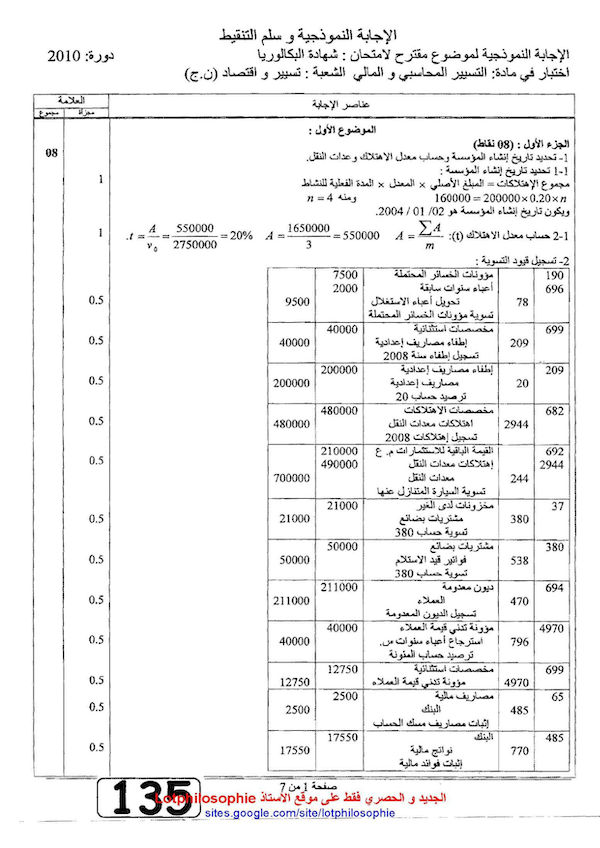 الإجابة النموذجية و سلم التنقيط
الإجابة النموذجية لموضوع مقترح لامتحان : شهادة البكالوريا دورة: 2010
اختبار في مادة: التسيير المحاسبي و المالي الشعبة : تسيير و اقتصاد (ن.ج)
عناصر الإجابة العلامة
مجزأة مجموع
الموضوع الأول :
الجزء الأول : (08 نقاط) 08
1- تحديد تاريخ إنشاء المؤسسة وحساب معدل الاهتلاك وعدات النقل.
1-1 تحديد تاريخ إنشاء المؤسسة :
مجموع الإهتلاكات = المبلغ الأصلي × المعدل × المدة الفعلية للنشاط 1
160000 = 200000×0.20×n ومنه n = 4
ويكون تاريخ إنشاء المؤسسة هو 02/ 01 / 2004.
2-1 حساب معدل الاهتلاك (t): A = ∑A / m A = 1650000 / 3 = 550000 t = A / v₀ = 550000 / 2750000 = 20%. 1
2- تسجيل قيود التسوية :
190 مؤونات الخسائر المحتملة 7500
696 أعباء سنوات سابقة 2000
78 تحويل أعباء الاستغلال 9500 0.5
تسوية مؤونات الخسائر المحتملة
699 مخصصات استثنائية 40000
209 إطفاء مصاريف إعدادية 40000 0.5
تسجيل إطفاء سنة 2008
209 إطفاء مصاريف إعدادية 200000
20 مصاريف إعدادية 200000 0.5
ترصيد حساب 20
682 مخصصات الاهتلاكات 480000
2944 اهتلاكات معدات النقل 480000 0.5
تسجيل إهتلاكات 2008
692 القيمة الباقية للاستثمارات م. ع 210000
2944 إهتلاكات معدات النقل 490000 0.5
244 معدات النقل 700000
تسوية السيارة المتنازل عنها
37 مخزونات لدى الغير 21000
380 مشتريات بضائع 21000 0.5
تسوية حساب 380
380 مشتريات بضائع 50000
538 فواتير قيد الاستلام 50000 0.5
تسوية حساب 380
694 ديون معدومة 211000
470 العملاء 211000 0.5
تسجيل الديون المعدومة
4970 مؤونة تدني قيمة العملاء 40000
796 استرجاع أعباء سنوات س. 40000 0.5
ترصيد حساب المئونة
699 مخصصات استثنائية 12750
4970 مؤونة تدني قيمة العملاء 12750 0.5
65 مصاريف مالية 2500
485 البنك 2500 0.5
إثبات مصاريف مسك الحساب
485 البنك 17550
770 نواتج مالية 17550 0.5
إثبات فوائد مالية
صفحة 1 من 7
135
الجديد و الحصري فقط على موقع الأستاذ Lotphilosophie
sites.google.com/site/lotphilosophie